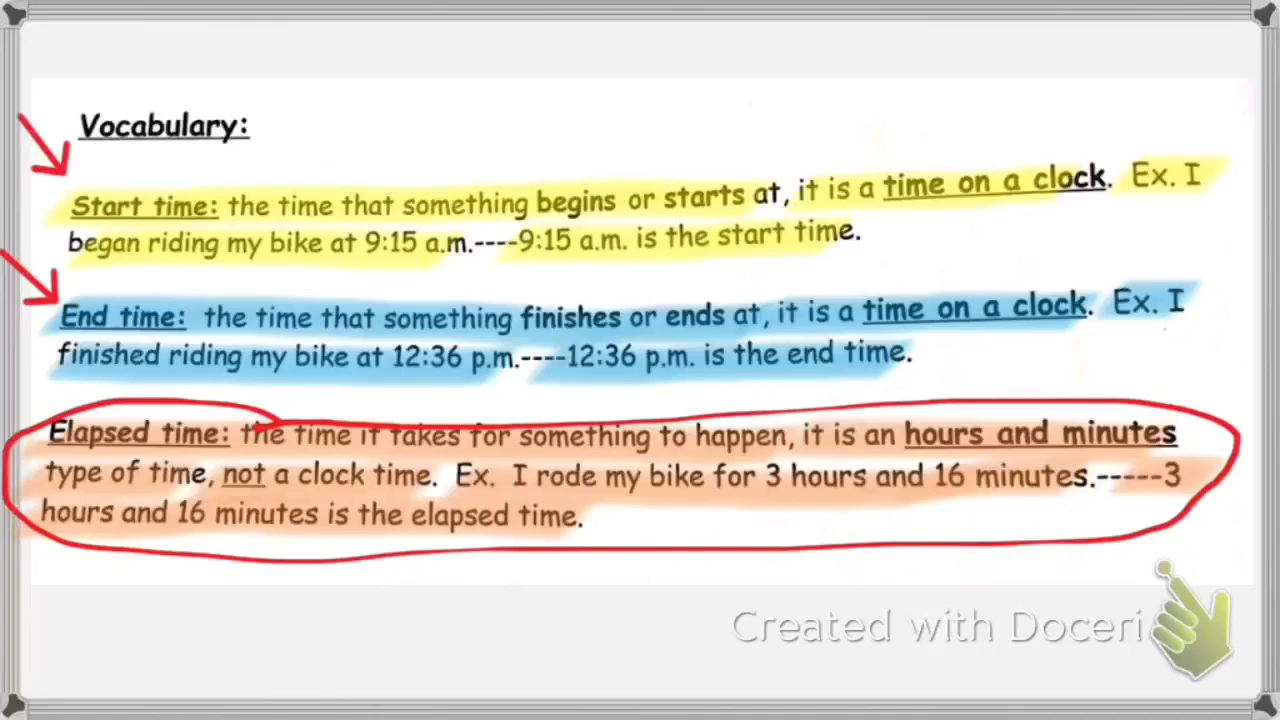 Vocabulary:
Start time: the time that something begins or starts at, it is a time on a clock. Ex. I
began riding my bike at 9:15 a.m.----9:15 a.m. is the start time.
End time: the time that something finishes or ends at, it is a time on a clock. Ex. I
finished riding my bike at 12:36 p.m.----12:36 p.m. is the end time.
Elapsed time: the time it takes for something to happen, it is an hours and minutes
type of time, not a clock time. Ex. I rode my bike for 3 hours and 16 minutes.------3
hours and 16 minutes is the elapsed time.
Created with Doceri